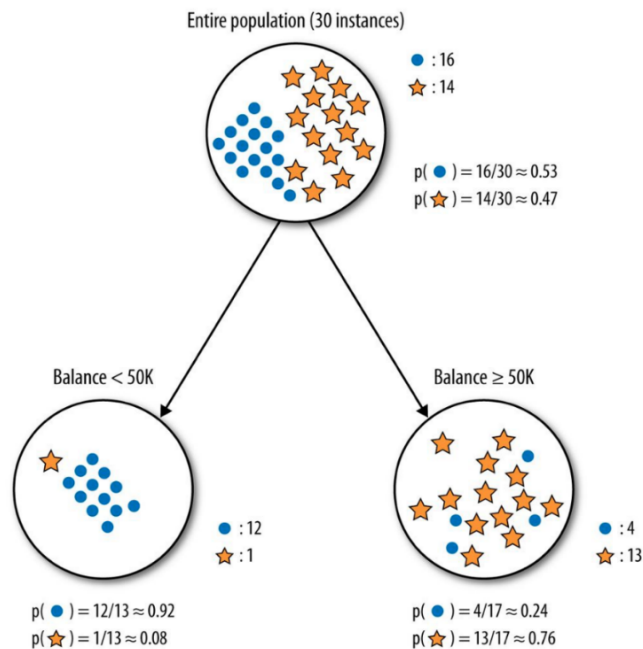 Entire population (30 instances)
: 16
: 14
p( ) = 16/30 ≈ 0.53
p( ) = 14/30 ≈ 0.47
Balance < 50K
Balance ≥ 50K
: 12
: 1
: 4
: 13
p( ) = 12/13 ≈ 0.92
p( ) = 1/13 ≈ 0.08
p( ) = 4/17 ≈ 0.24
p( ) = 13/17 ≈ 0.76